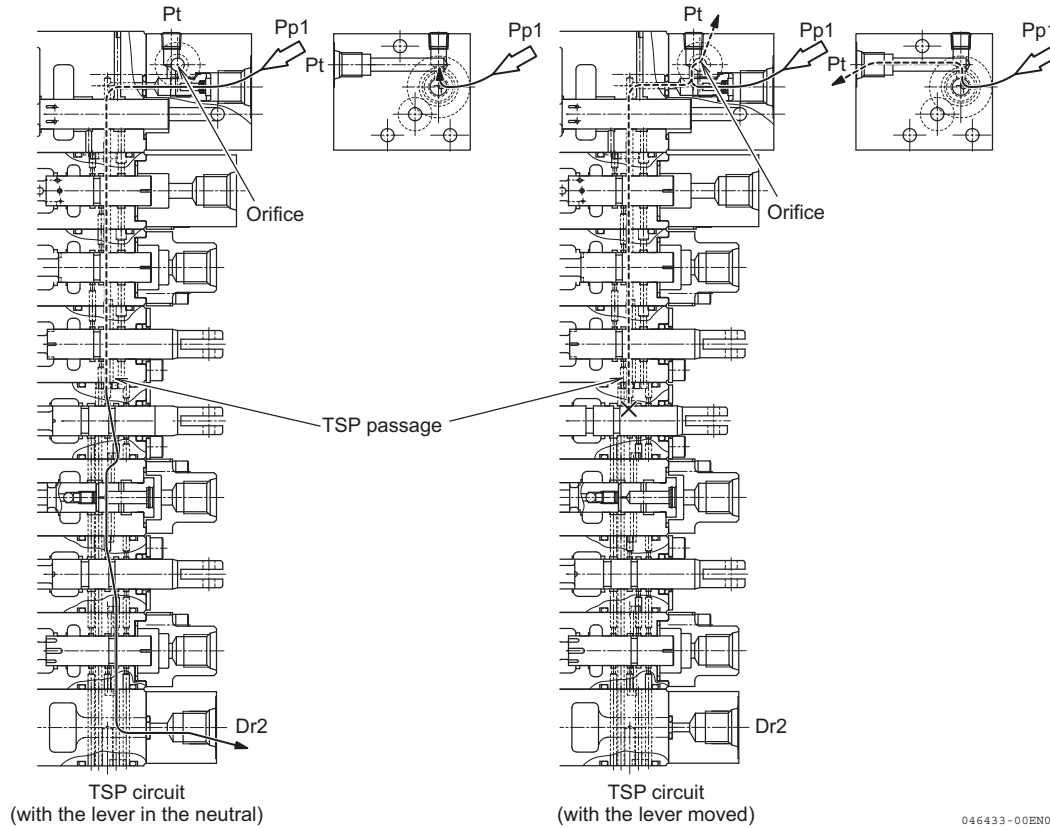 Pt
Pp1
Pt
Pp1
Orifice
Pt
Pp1
Pt
Pp1
Orifice
TSP passage
Dr2
Dr2
TSP circuit
(with the lever in the neutral)
TSP circuit
(with the lever moved)
046433-00EN0